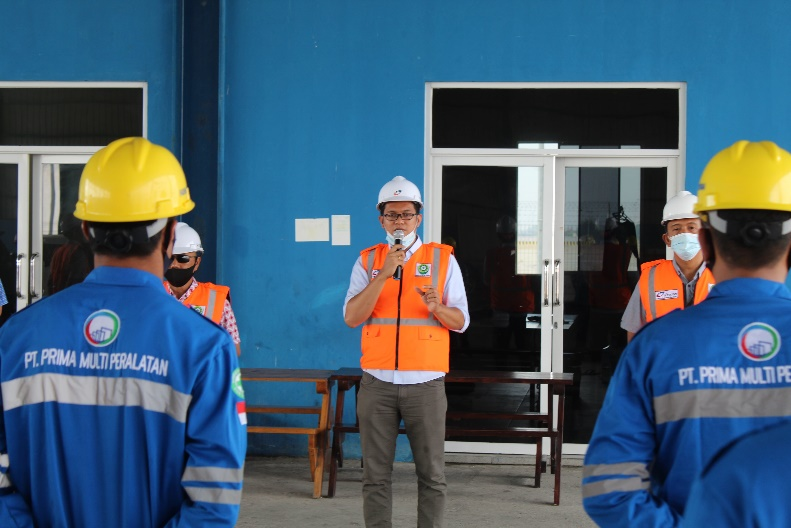 PT. PRIMA MULTI PERALATAN
PT. PRIMA MULTI PE